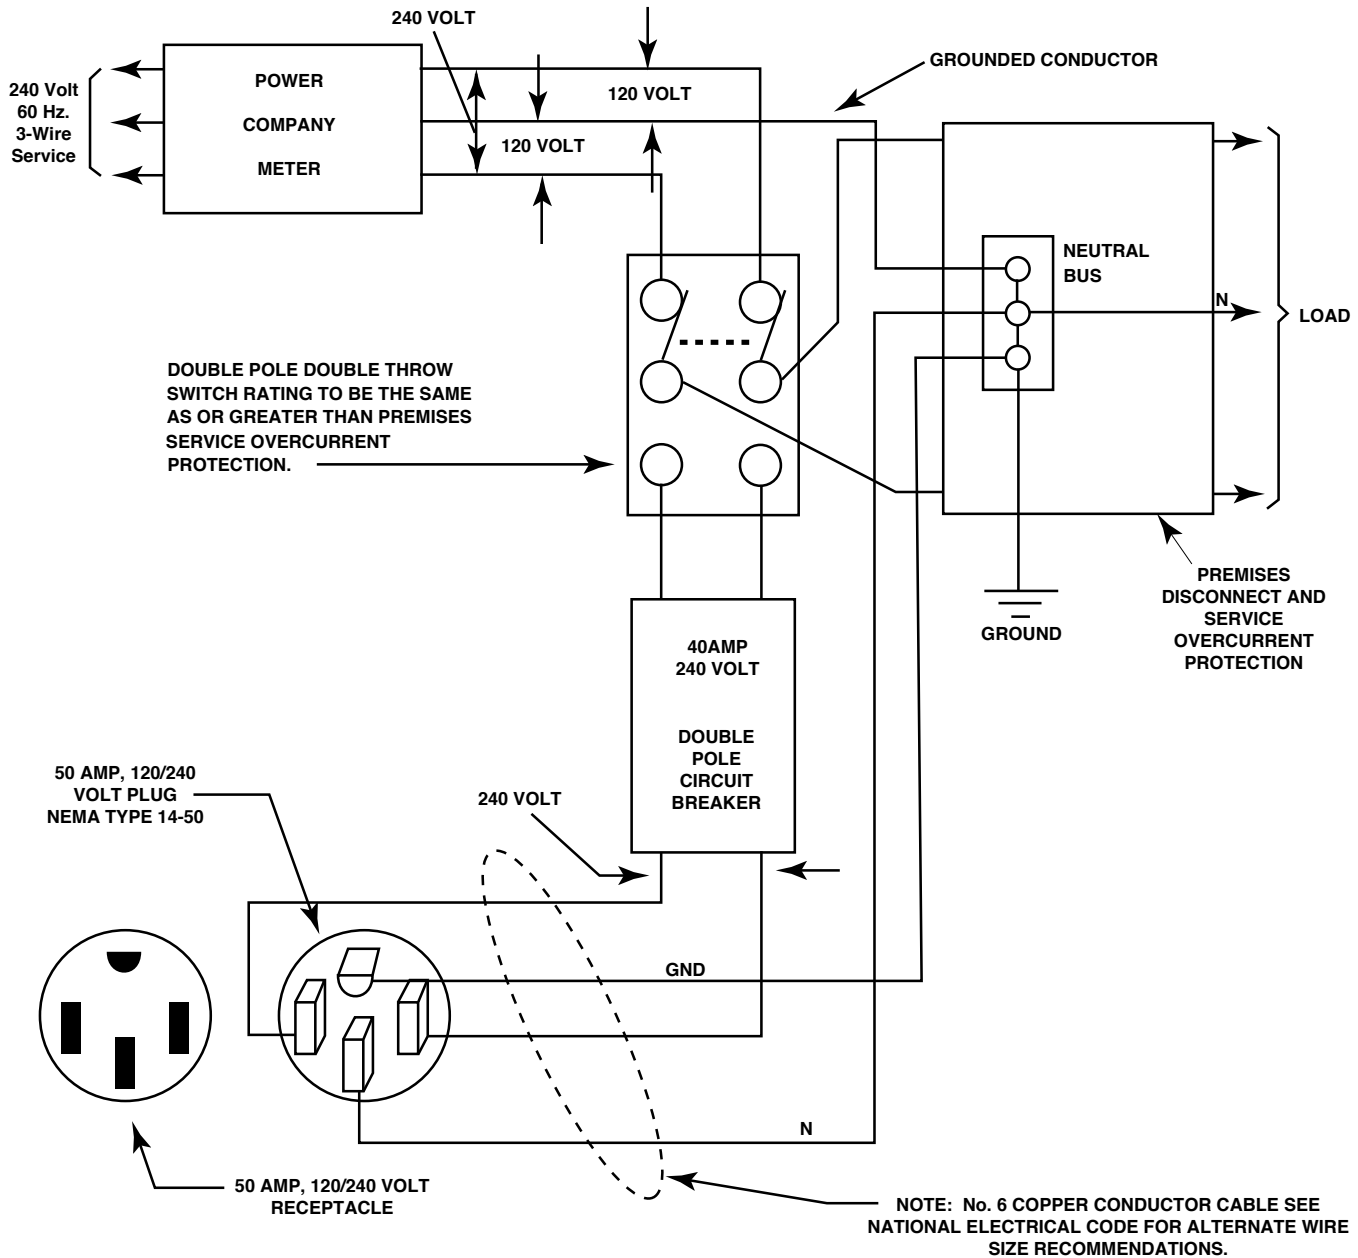 240 VOLT
GROUNDED CONDUCTOR
240 Volt
60 Hz.
3-Wire
Service
POWER
COMPANY
METER
120 VOLT
120 VOLT
NEUTRAL
BUS
N
LOAD
DOUBLE POLE DOUBLE THROW
SWITCH RATING TO BE THE SAME
AS OR GREATER THAN PREMISES
SERVICE OVERCURRENT
PROTECTION.
GROUND
PREMISES
DISCONNECT AND
SERVICE
OVERCURRENT
PROTECTION
40AMP
240 VOLT
DOUBLE
POLE
CIRCUIT
BREAKER
50 AMP, 120/240
VOLT PLUG
NEMA TYPE 14-50
240 VOLT
GND
N
50 AMP, 120/240 VOLT
RECEPTACLE
NOTE: No. 6 COPPER CONDUCTOR CABLE SEE
NATIONAL ELECTRICAL CODE FOR ALTERNATE WIRE
SIZE RECOMMENDATIONS.